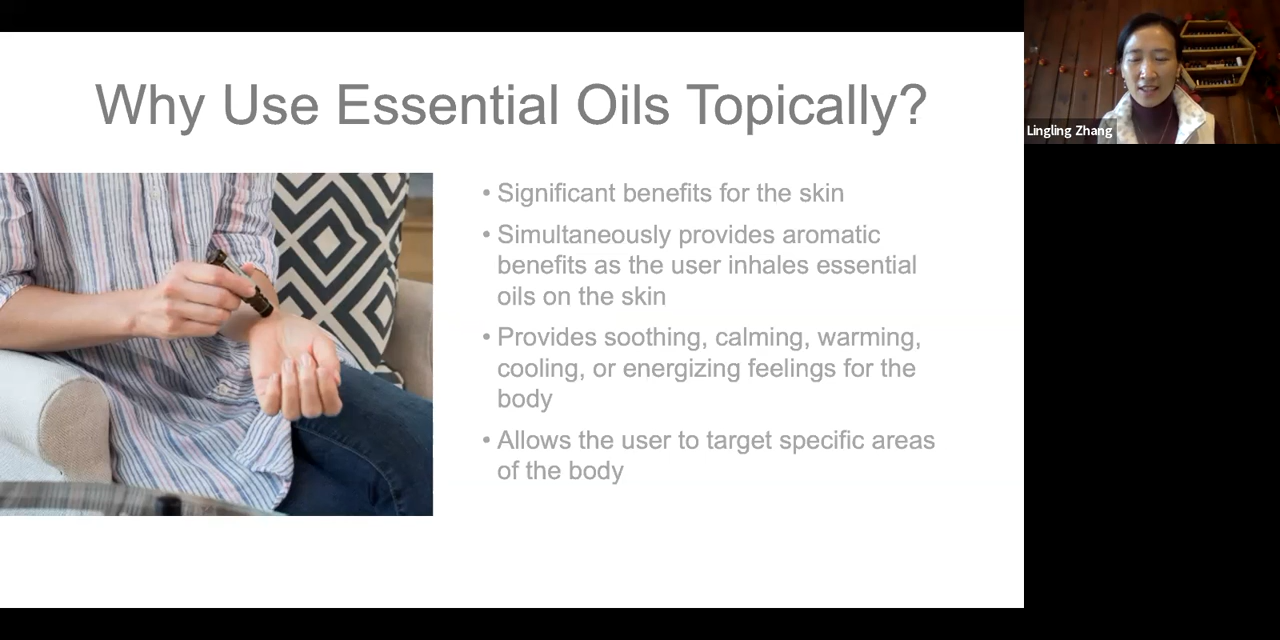 Why Use Essential Oils Topically?
• Significant benefits for the skin
• Simultaneously provides aromatic
benefits as the user inhales essential
oils on the skin
• Provides soothing, calming, warming,
cooling, or energizing feelings for the
body
• Allows the user to target specific areas
of the body
Lingling Zhang